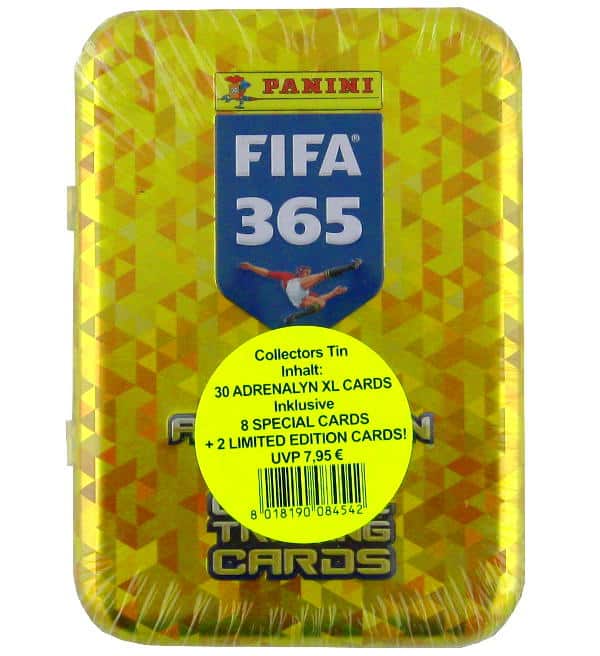 PANINI
FIFA®
365
Collectors Tin
Inhalt:
30 ADRENALYN XL CARDS
Inklusive
8 SPECIAL CARDS
+ 2 LIMITED EDITION CARDS!
UVP 7,95 €
8 018190 084542
CARDS